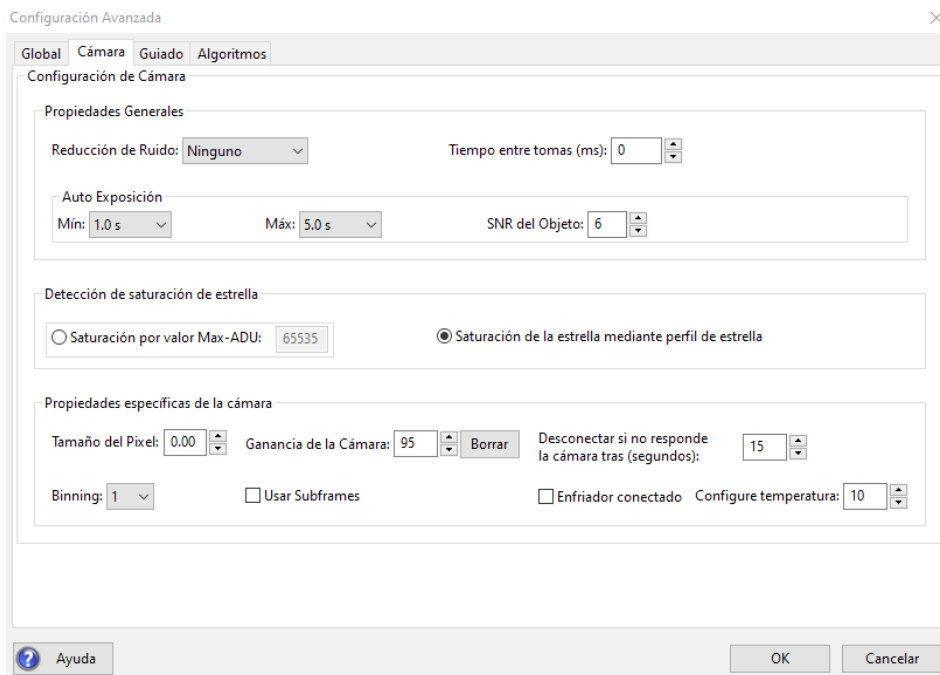 Configuración Avanzada
Global Cámara Guiado Algoritmos
Configuración de Cámara
Propiedades Generales
Reducción de Ruido: Ninguno Tiempo entre tomas (ms): 0
Auto Exposición
Mín: 1.0 s Máx: 5.0 s SNR del Objeto: 6
Detección de saturación de estrella
Saturación por valor Max-ADU: 65535 Saturación de la estrella mediante perfil de estrella
Propiedades específicas de la cámara
Tamaño del Pixel: 0.00 Ganancia de la Cámara: 95 Borrar Desconectar si no responde
la cámara tras (segundos): 15
Binning: 1 Usar Subframes Enfriador conectado Configure temperatura: 10
? Ayuda OK Cancelar